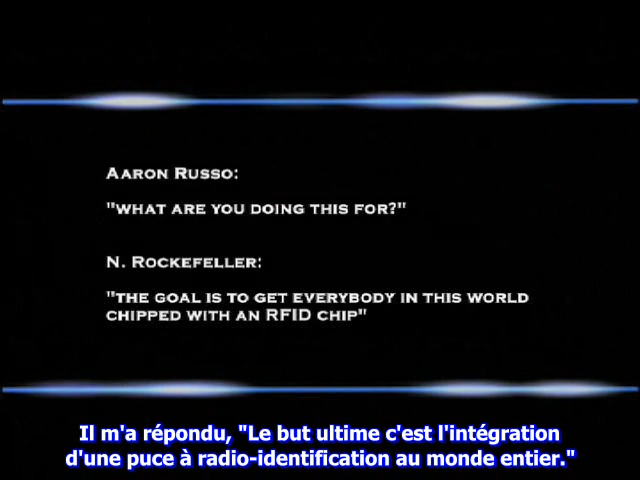 AARON RUSSO:
"WHAT ARE YOU DOING THIS FOR?"
N. ROCKEFELLER:
"THE GOAL IS TO GET EVERYBODY IN THIS WORLD
CHIPPED WITH AN RFID CHIP"
Il m'a répondu, "Le but ultime c'est l'intégration
d'une puce à radio-identification au monde entier."